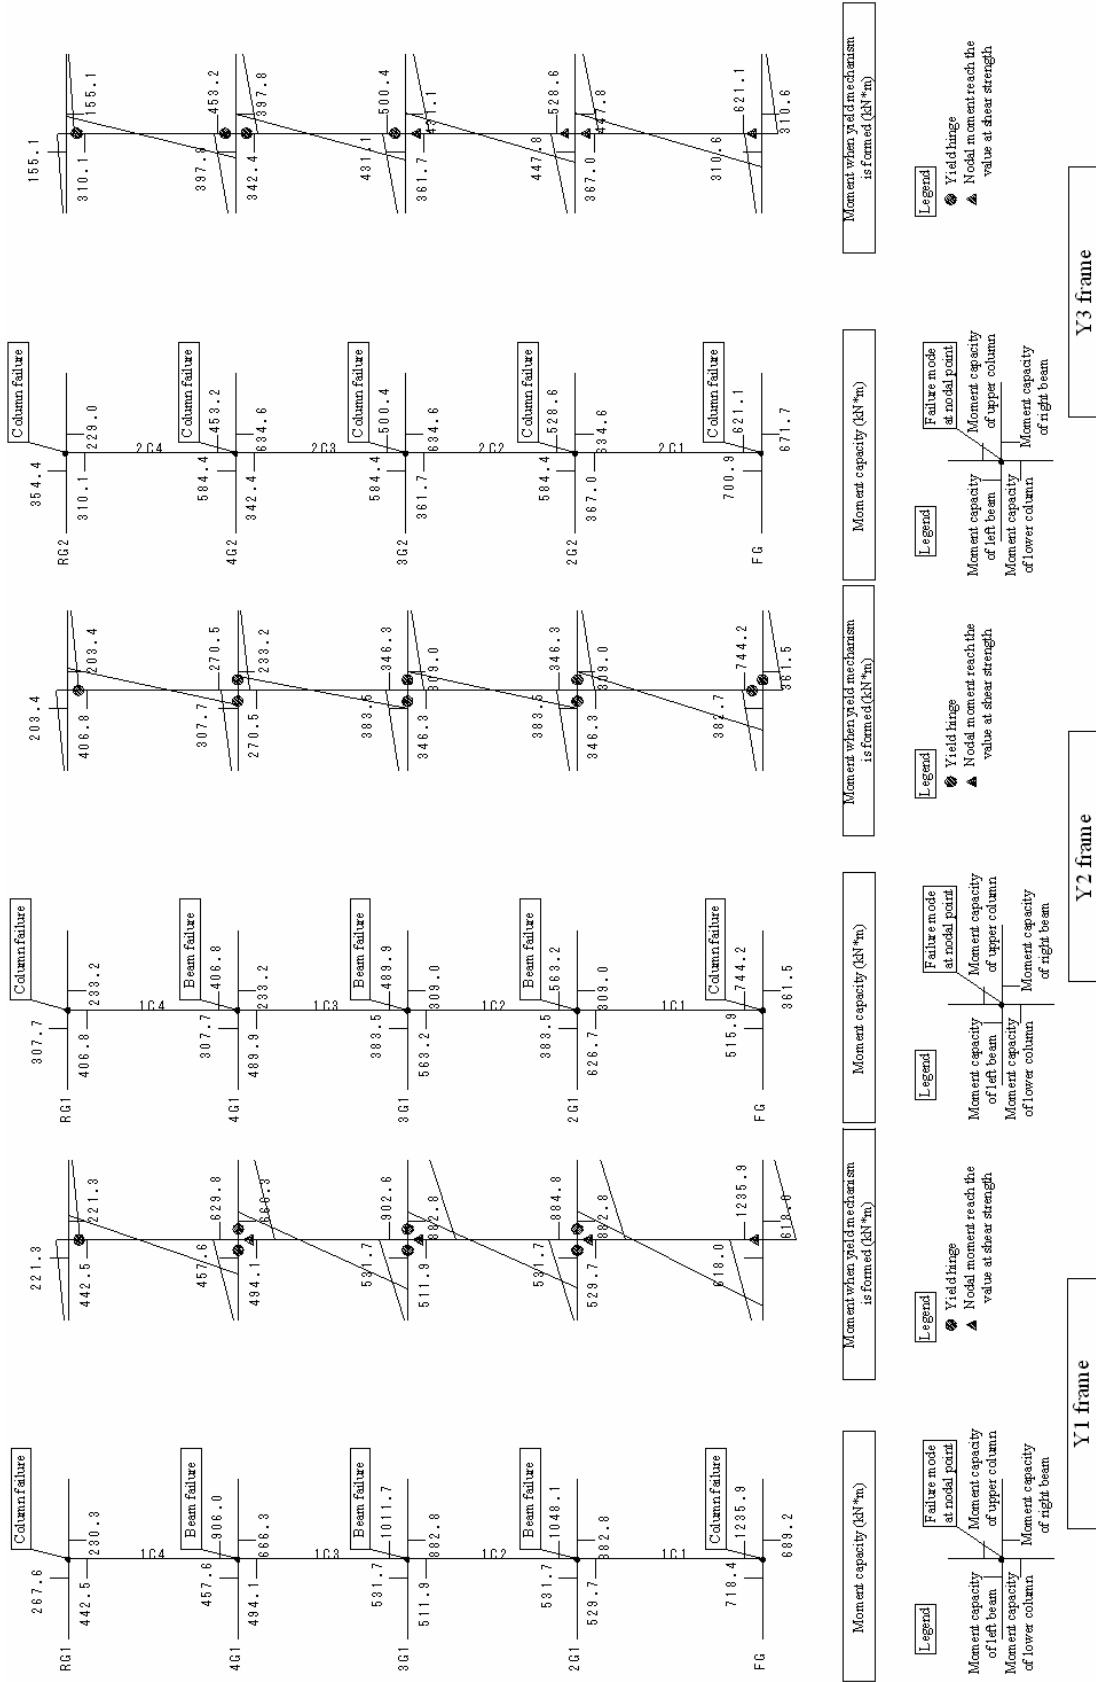 267.6
Column failure
RG1
442.5
230.3
1C4
457.6
Beam failure
906.0
4G1
494.1
666.3
1C3
531.7
Beam failure
1011.7
3G1
511.9
882.8
1C2
531.7
Beam failure
1048.1
2G1
529.7
882.8
1C1
718.4
Column failure
1235.9
FG
689.2
Moment capacity (kN*m)
Legend
Failure mode
at nodal point
Moment capacity
of left beam
Moment capacity
of upper column
Moment capacity
of lower column
Moment capacity
of right beam
221.3
442.5
221.3
457.6
629.8
494.1
666.3
531.7
902.6
511.9
882.8
531.7
884.8
529.7
882.8
618.0
1235.9
618.0
Moment when yield mechanism
is formed (kN*m)
Legend
Yield hinge
Nodal moment reach the
value at shear strength
Y1 frame
307.7
Column failure
RG1
406.8
233.2
1C4
307.7
Beam failure
406.8
4G1
489.9
233.2
1C3
383.5
Beam failure
489.9
3G1
563.2
309.0
1C2
383.5
Beam failure
563.2
2G1
626.7
309.0
1C1
515.9
Column failure
744.2
FG
361.5
Moment capacity (kN*m)
Legend
Failure mode
at nodal point
Moment capacity
of left beam
Moment capacity
of upper column
Moment capacity
of lower column
Moment capacity
of right beam
203.4
406.8
203.4
307.7
270.5
270.5
233.2
383.5
346.3
346.3
309.0
383.5
346.3
346.3
309.0
382.7
744.2
361.5
Moment when yield mechanism
is formed (kN*m)
Legend
Yield hinge
Nodal moment reach the
value at shear strength
Y2 frame
354.4
Column failure
RG2
310.1
229.0
2C4
584.4
Column failure
453.2
4G2
342.4
634.6
2C3
584.4
Column failure
500.4
3G2
361.7
634.6
2C2
584.4
Column failure
528.6
2G2
367.0
634.6
2C1
700.9
Column failure
621.1
FG
671.7
Moment capacity (kN*m)
Legend
Failure mode
at nodal point
Moment capacity
of left beam
Moment capacity
of upper column
Moment capacity
of lower column
Moment capacity
of right beam
155.1
310.1
155.1
397.8
453.2
342.4
397.8
431.1
500.4
361.7
431.1
447.8
528.6
367.0
447.8
310.6
621.1
310.6
Moment when yield mechanism
is formed (kN*m)
Legend
Yield hinge
Nodal moment reach the
value at shear strength
Y3 frame